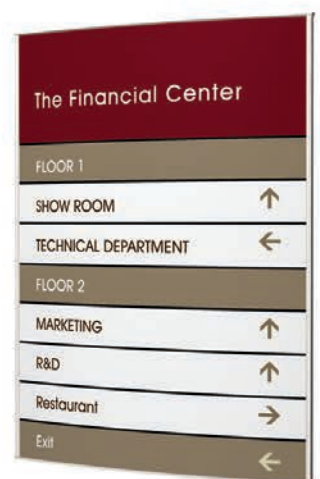 The Financial Center
FLOOR 1
SHOW ROOM ↑
TECHNICAL DEPARTMENT ←
FLOOR 2
MARKETING ↑
R&D ↑
Restaurant →
Exit ←